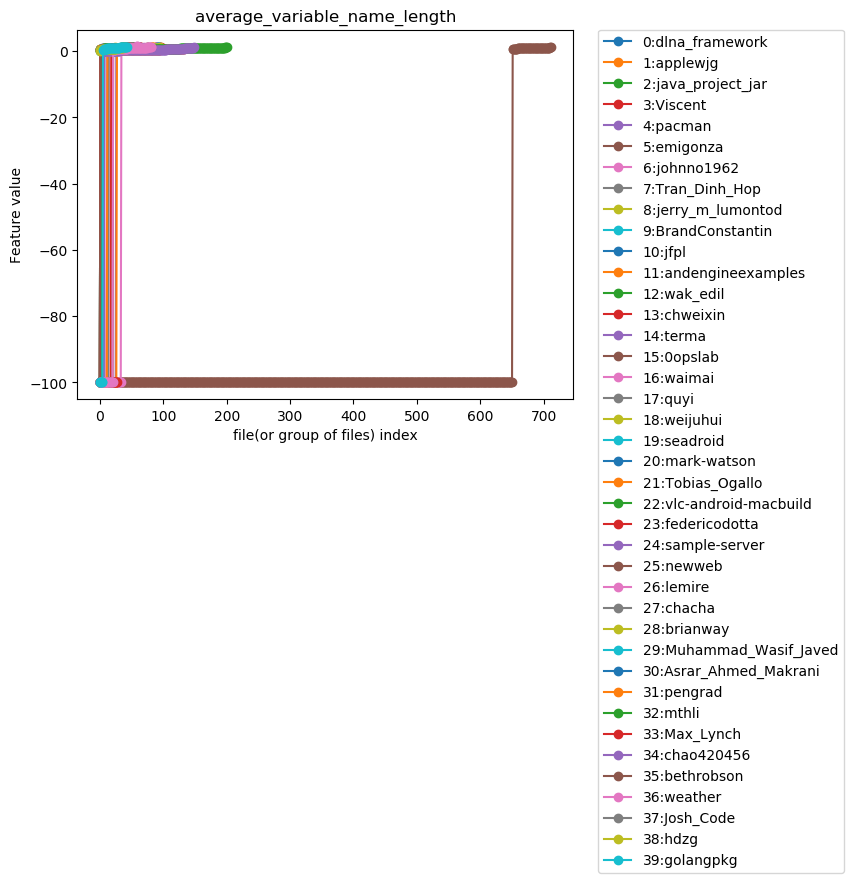 average_variable_name_length
0
−20
−40
−60
−80
−100
Feature value
0 100 200 300 400 500 600 700
file(or group of files) index
0:dlna_framework
1:applewjg
2:java_project_jar
3:Viscent
4:pacman
5:emigonza
6:johnno1962
7:Tran_Dinh_Hop
8:jerry_m_lumontod
9:BrandConstantin
10:jfpl
11:andengineexamples
12:wak_edil
13:chweixin
14:terma
15:0opslab
16:waimai
17:quyi
18:weijuhui
19:seadroid
20:mark-watson
21:Tobias_Ogallo
22:vlc-android-macbuild
23:federicodotta
24:sample-server
25:newweb
26:lemire
27:chacha
28:brianway
29:Muhammad_Wasif_Javed
30:Asrar_Ahmed_Makrani
31:pengrad
32:mthli
33:Max_Lynch
34:chao420456
35:bethrobson
36:weather
37:Josh_Code
38:hdzg
39:golangpkg